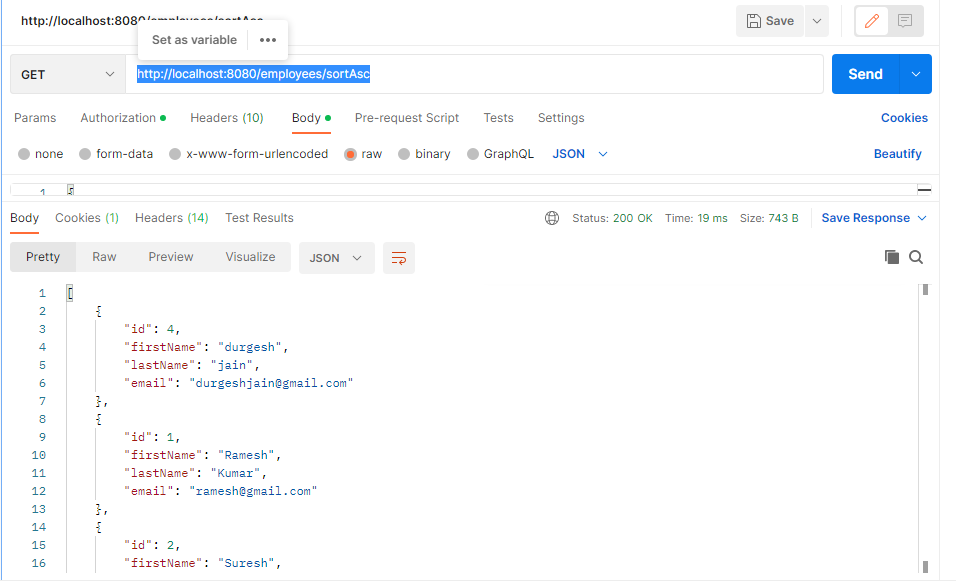 http://localhost:8080/employees/sortAsc
Save
Set as variable
GET
http://localhost:8080/employees/sortAsc
Send
Params Authorization Headers (10) Body Pre-request Script Tests Settings Cookies
none form-data x-www-form-urlencoded raw binary GraphQL JSON Beautify
1 [
Body Cookies (1) Headers (14) Test Results Status: 200 OK Time: 19 ms Size: 743 B Save Response
Pretty Raw Preview Visualize JSON
1 [
2 {
3 "id": 4,
4 "firstName": "durgesh",
5 "lastName": "jain",
6 "email": "durgeshjain@gmail.com"
7 },
8 {
9 "id": 1,
10 "firstName": "Ramesh",
11 "lastName": "Kumar",
12 "email": "ramesh@gmail.com"
13 },
14 {
15 "id": 2,
16 "firstName": "Suresh",